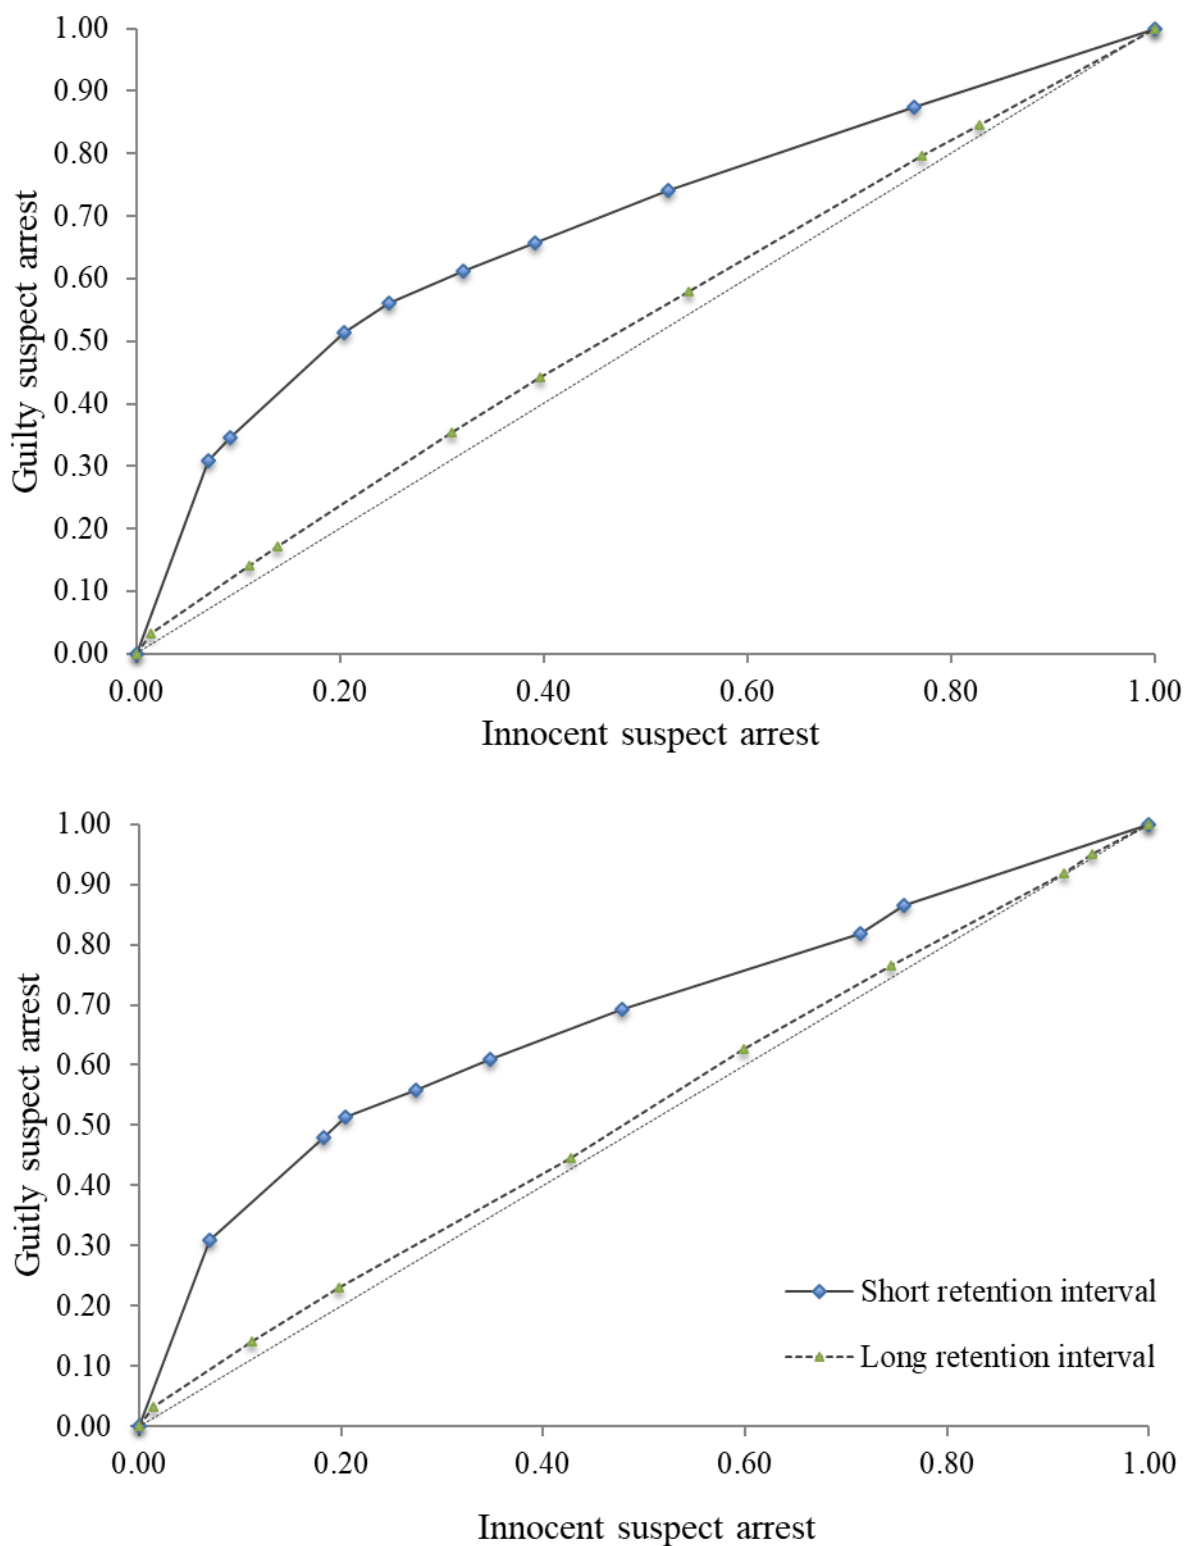 1.00
0.90
0.80
0.70
0.60
0.50
0.40
0.30
0.20
0.10
0.00
Guilty suspect arrest
0.00 0.20 0.40 0.60 0.80 1.00
Innocent suspect arrest
1.00
0.90
0.80
0.70
0.60
0.50
0.40
0.30
0.20
0.10
0.00
Guitly suspect arrest
Short retention interval
Long retention interval
0.00 0.20 0.40 0.60 0.80 1.00
Innocent suspect arrest